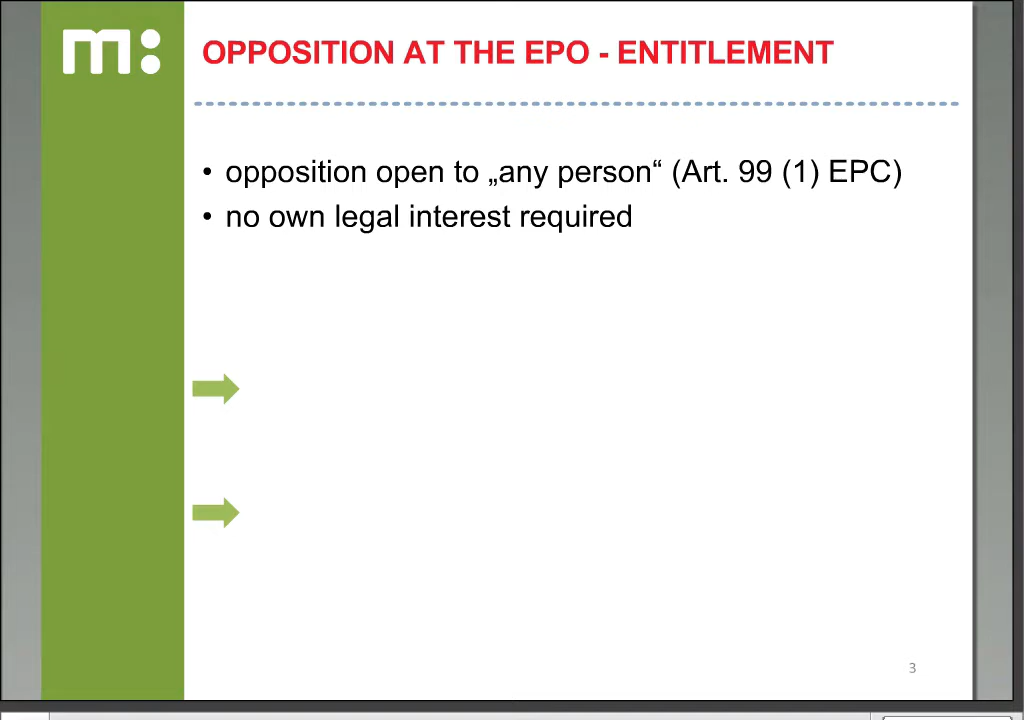 m:
OPPOSITION AT THE EPO - ENTITLEMENT
• opposition open to „any person“ (Art. 99 (1) EPC)
• no own legal interest required
3